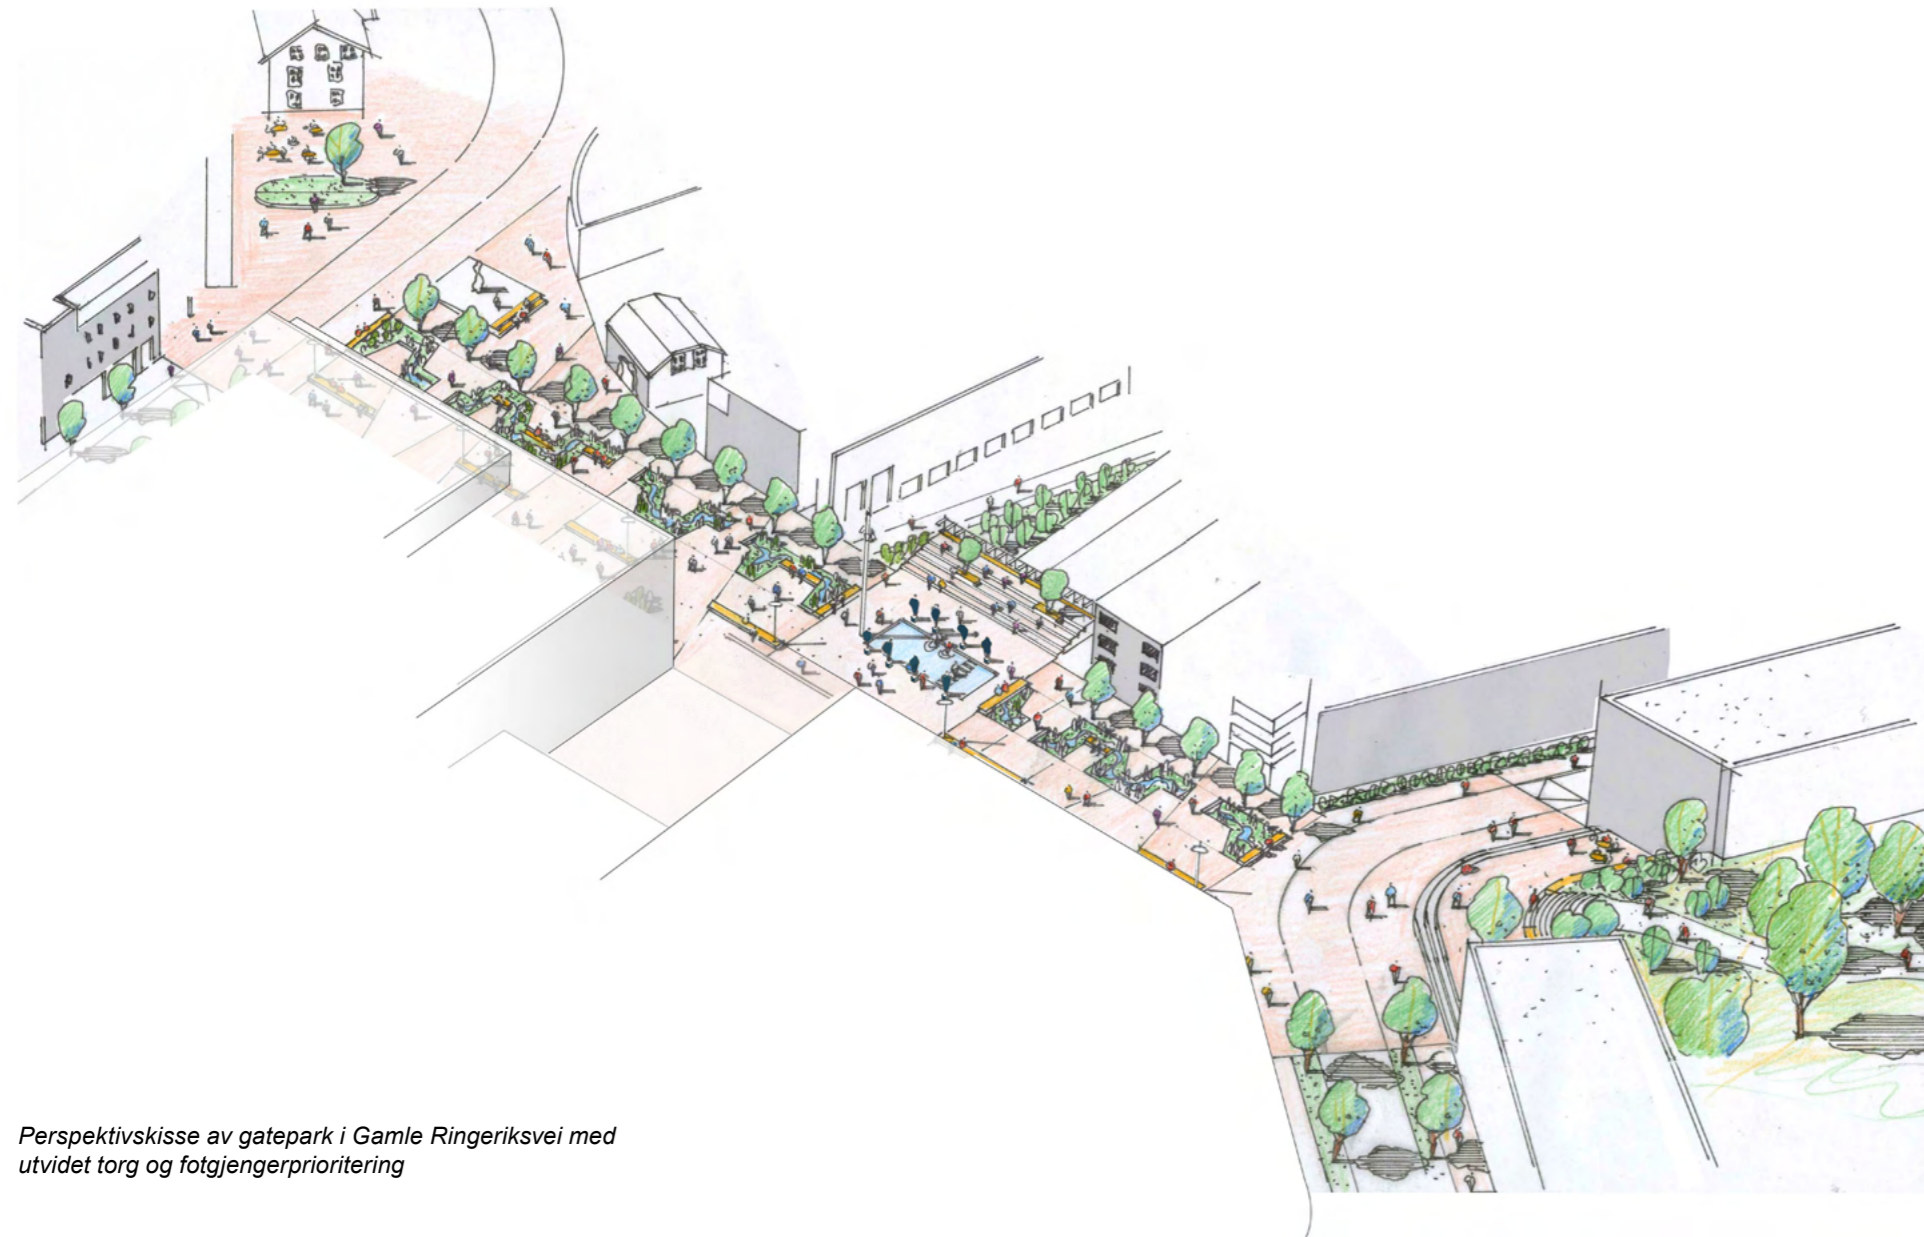 Perspektivskisse av gatepark i Gamle Ringeriksvei med
utvidet torg og fotgjengerprioritering